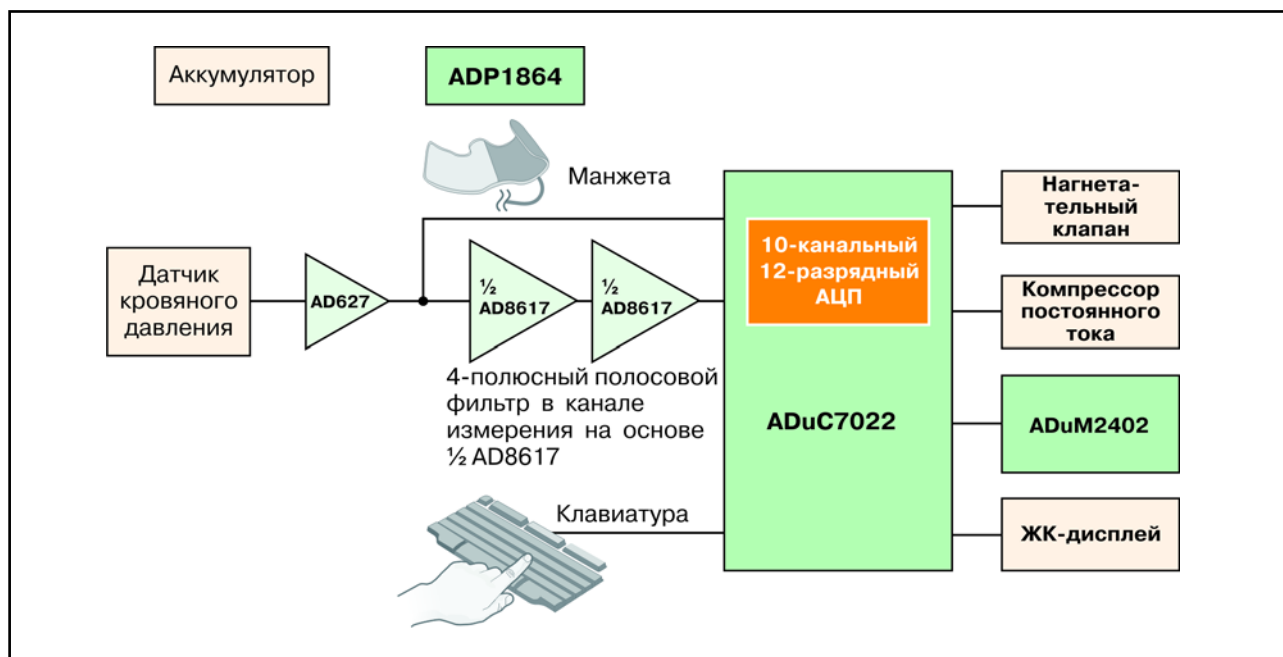 Аккумулятор
ADP1864
Манжета
Датчик
кровяного
давления
AD627
½
AD8617
½
AD8617
4-полюсный полосовой
фильтр в канале
измерения на основе
½ AD8617
Клавиатура
10-канальный
12-разрядный
АЦП
ADuC7022
Нагнета-
тельный
клапан
Компрессор
постоянного
тока
ADuM2402
ЖК-дисплей